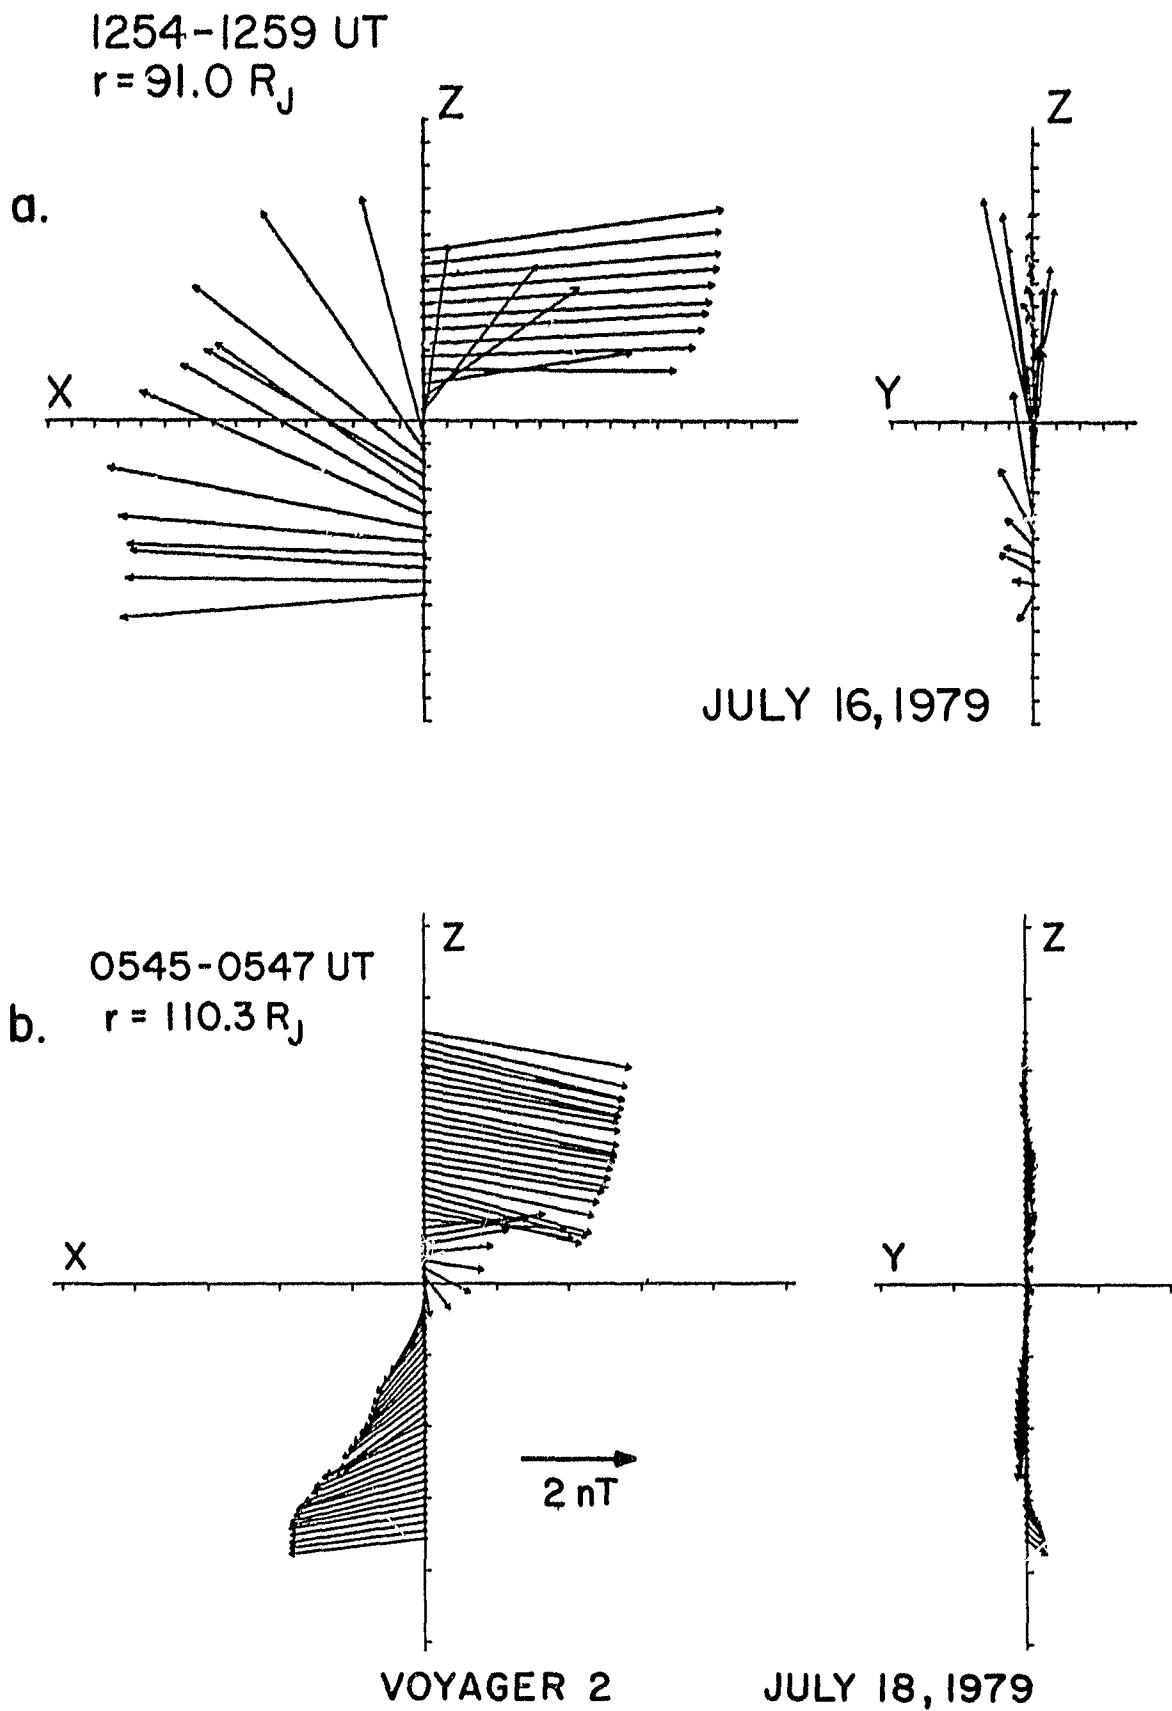 1254-1259 UT
r = 91.0 RJ
a.
Z
Z
X
Y
JULY 16, 1979
0545-0547 UT
r = 110.3 RJ
b.
Z
Z
X
Y
2 nT
VOYAGER 2
JULY 18, 1979